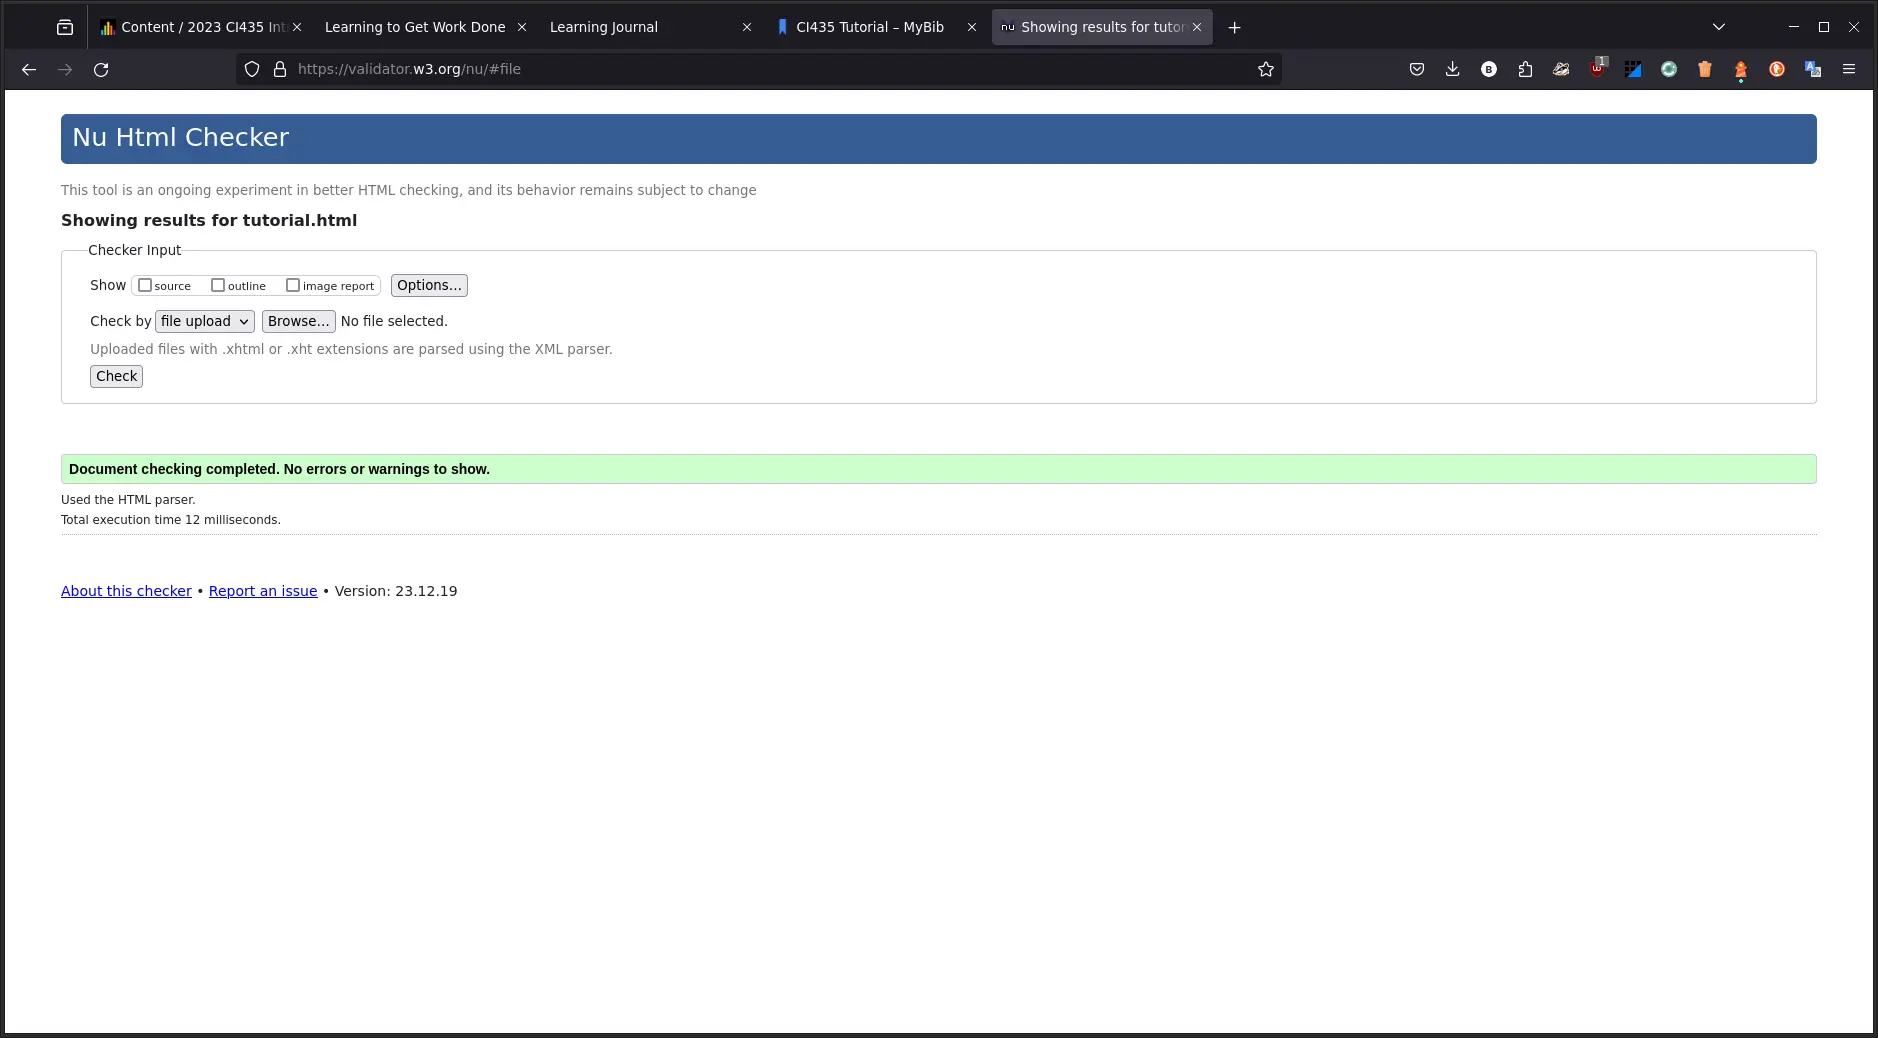 Content / 2023 CI435 Int
Learning to Get Work Done
Learning Journal
CI435 Tutorial – MyBib
nu Showing results for tutor
https://validator.w3.org/nu/#file
B
1
Nu Html Checker
This tool is an ongoing experiment in better HTML checking, and its behavior remains subject to change
Showing results for tutorial.html
Checker Input
Show source outline image report Options...
Check by file upload Browse... No file selected.
Uploaded files with .xhtml or .xht extensions are parsed using the XML parser.
Check
Document checking completed. No errors or warnings to show.
Used the HTML parser.
Total execution time 12 milliseconds.
About this checker • Report an issue • Version: 23.12.19